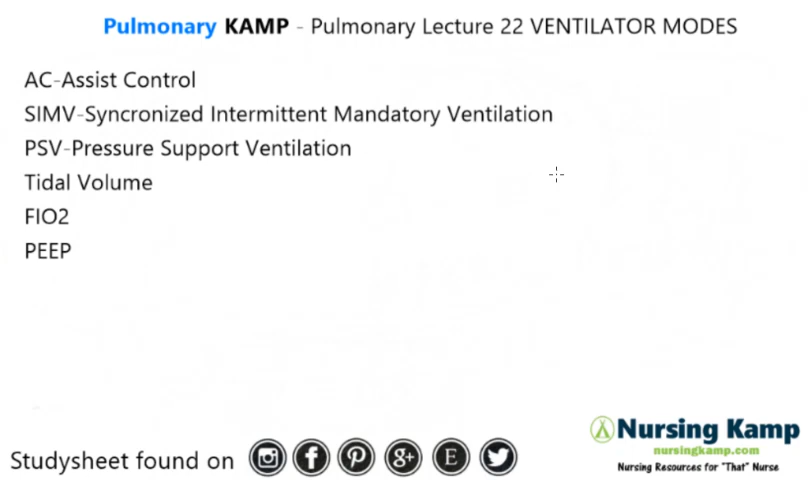 Pulmonary KAMP - Pulmonary Lecture 22 VENTILATOR MODES
AC-Assist Control
SIMV-Syncronized Intermittent Mandatory Ventilation
PSV-Pressure Support Ventilation
Tidal Volume
FIO2
PEEP
Studysheet found on
f
g+
E
Nursing Kamp
nursingkamp.com
Nursing Resources for "That" Nurse